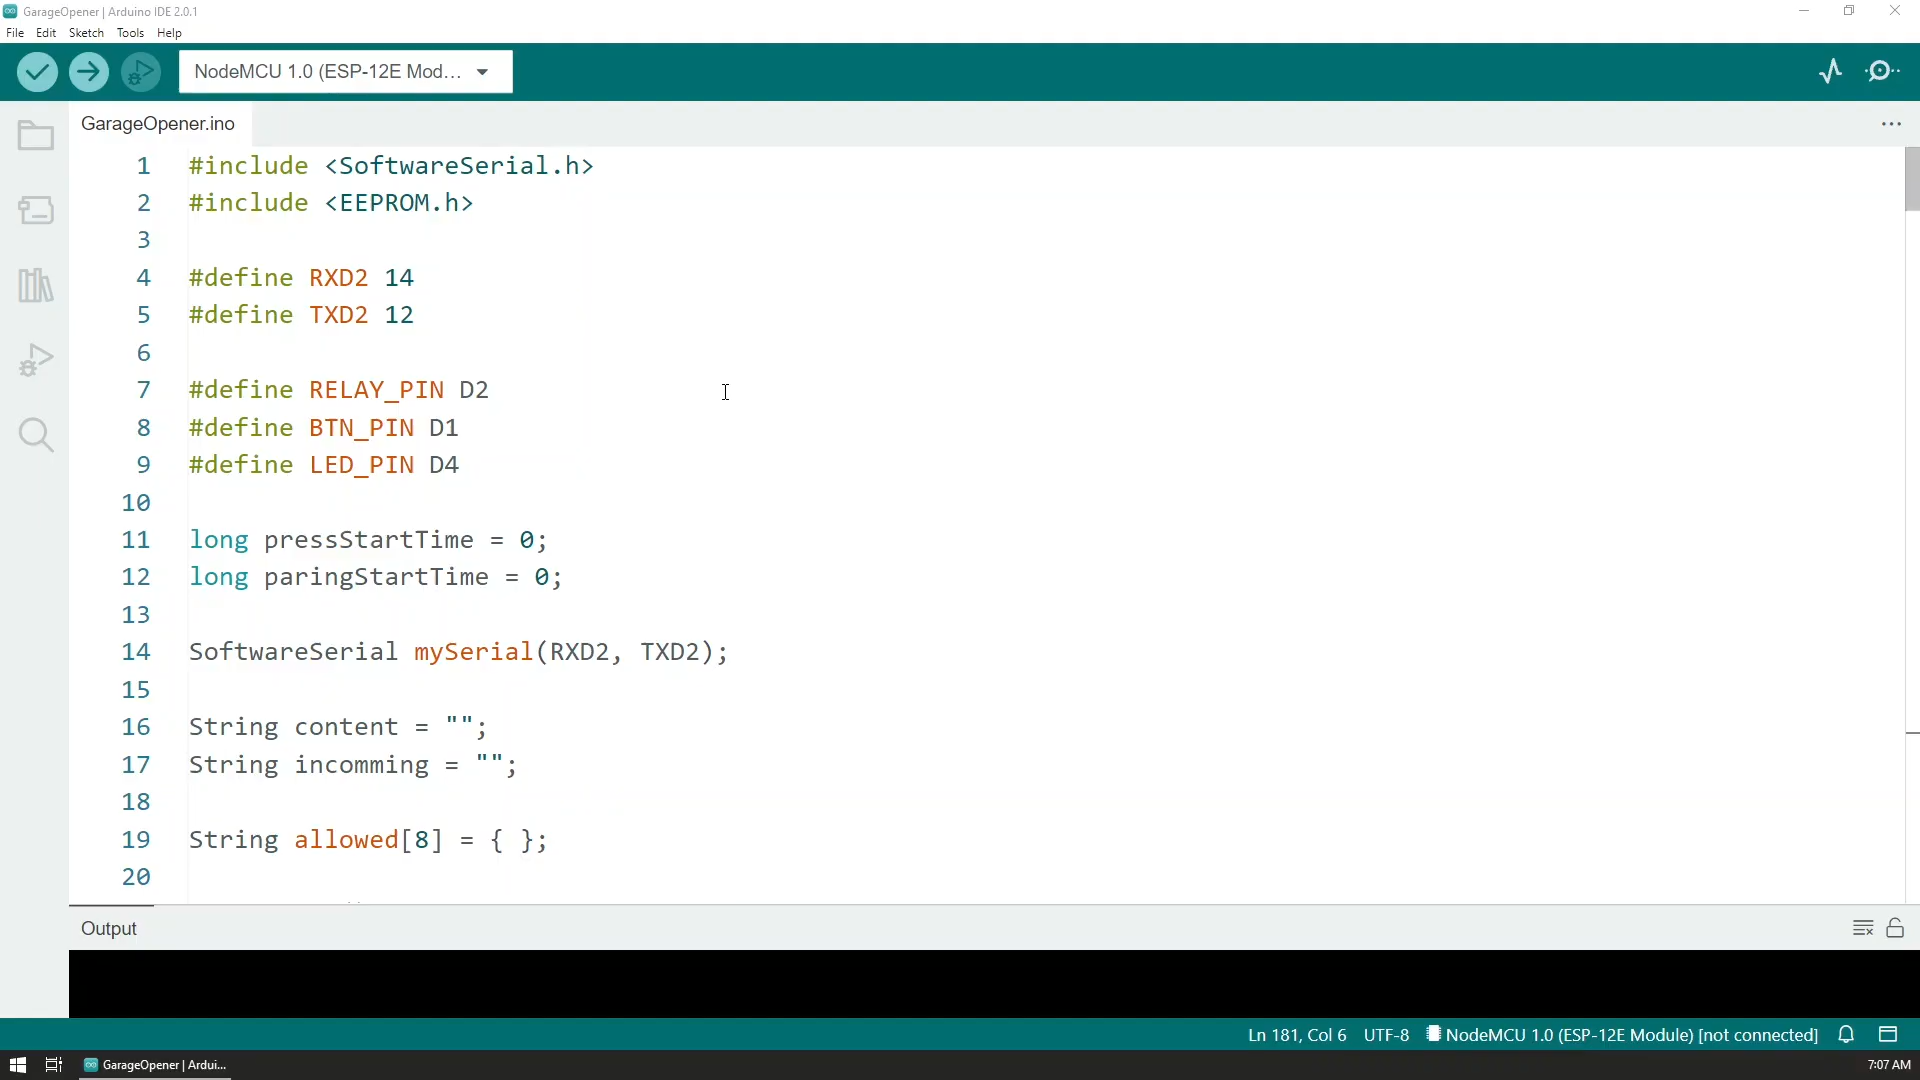 GarageOpener | Arduino IDE 2.0.1
File Edit Sketch Tools Help
NodeMCU 1.0 (ESP-12E Mod...
GarageOpener.ino
1 #include <SoftwareSerial.h>
2 #include <EEPROM.h>
3
4 #define RXD2 14
5 #define TXD2 12
6
7 #define RELAY_PIN D2
8 #define BTN_PIN D1
9 #define LED_PIN D4
10
11 long pressStartTime = 0;
12 long paringStartTime = 0;
13
14 SoftwareSerial mySerial(RXD2, TXD2);
15
16 String content = "";
17 String incomming = "";
18
19 String allowed[8] = { };
20
Output
Ln 181, Col 6 UTF-8 NodeMCU 1.0 (ESP-12E Module) [not connected]
GarageOpener | Ardui...
7:07 AM